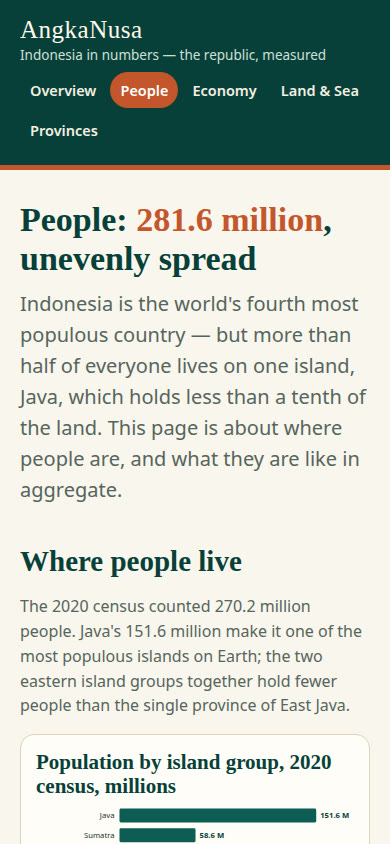 AngkaNusa
Indonesia in numbers — the republic, measured
Overview People Economy Land & Sea
Provinces
People: 281.6 million,
unevenly spread
Indonesia is the world's fourth most
populous country — but more than
half of everyone lives on one island,
Java, which holds less than a tenth of
the land. This page is about where
people are, and what they are like in
aggregate.
Where people live
The 2020 census counted 270.2 million
people. Java's 151.6 million make it one of the
most populous islands on Earth; the two
eastern island groups together hold fewer
people than the single province of East Java.
Population by island group, 2020
census, millions
Java 151.6 M
Sumatra 58.6 M